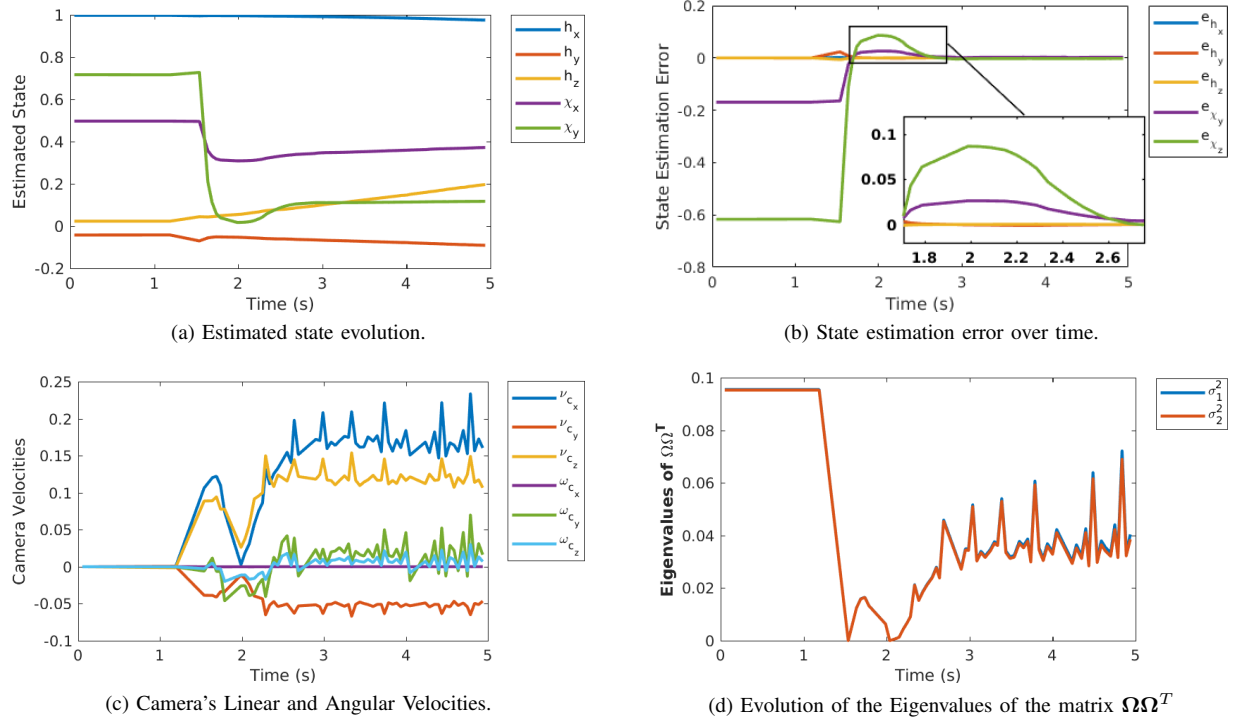 1
0.8
0.6
0.4
0.2
0
-0.2
Estimated State
0 1 2 3 4 5
Time (s)
h_x
h_y
h_z
χ_x
χ_y
(a) Estimated state evolution.
0.2
0
-0.2
-0.4
-0.6
-0.8
State Estimation Error
0 1 2 3 4 5
Time (s)
0.1
0.05
0
1.8 2 2.2 2.4 2.6
e_{h_x}
e_{h_y}
e_{h_z}
e_{χ_y}
e_{χ_z}
(b) State estimation error over time.
0.25
0.2
0.15
0.1
0.05
0
-0.05
-0.1
Camera Velocities
0 1 2 3 4 5
Time (s)
ν_{c_x}
ν_{c_y}
ν_{c_z}
ω_{c_x}
ω_{c_y}
ω_{c_z}
(c) Camera's Linear and Angular Velocities.
0.1
0.08
0.06
0.04
0.02
0
Eigenvalues of ΩΩ^T
0 1 2 3 4 5
Time (s)
σ_1^2
σ_2^2
(d) Evolution of the Eigenvalues of the matrix ΩΩ^T